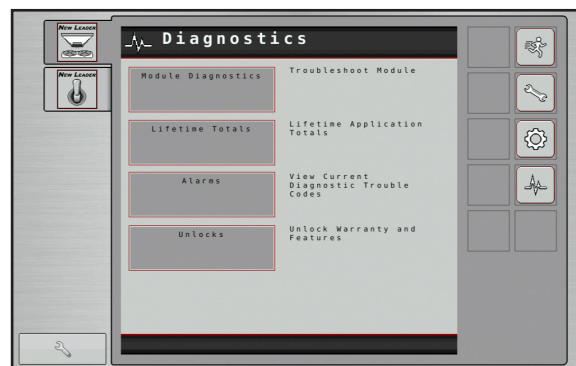 New Leader
Diagnostics
New Leader
Module Diagnostics
Troubleshoot Module
Lifetime Totals
Lifetime Application
Totals
Alarms
View Current
Diagnostic Trouble
Codes
Unlocks
Unlock Warranty and
Features